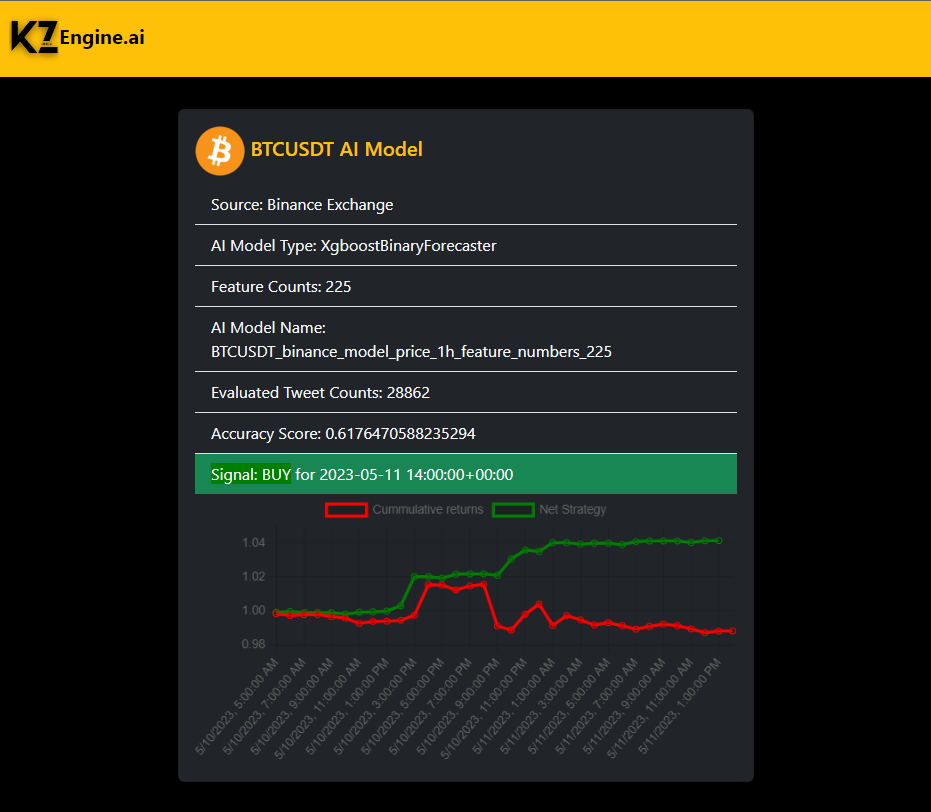 KZ Engine.ai
BTCUSDT AI Model
Source: Binance Exchange
AI Model Type: XgboostBinaryForecaster
Feature Counts: 225
AI Model Name:
BTCUSDT_binance_model_price_1h_feature_numbers_225
Evaluated Tweet Counts: 28862
Accuracy Score: 0.6176470588235294
Signal: BUY for 2023-05-11 14:00:00+00:00
Cummulative returns Net Strategy
1.04
1.02
1.00
0.98
5/10/2023, 5:00:00 AM
5/10/2023, 7:00:00 AM
5/10/2023, 9:00:00 AM
5/10/2023, 11:00:00 AM
5/10/2023, 1:00:00 PM
5/10/2023, 3:00:00 PM
5/10/2023, 5:00:00 PM
5/10/2023, 7:00:00 PM
5/10/2023, 9:00:00 PM
5/10/2023, 11:00:00 PM
5/11/2023, 1:00:00 AM
5/11/2023, 3:00:00 AM
5/11/2023, 5:00:00 AM
5/11/2023, 7:00:00 AM
5/11/2023, 9:00:00 AM
5/11/2023, 11:00:00 AM
5/11/2023, 1:00:00 PM